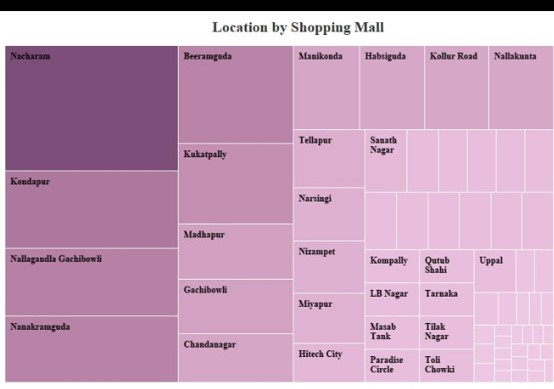 Location by Shopping Mall
Nacharam
Kondapur
Nallagandla Gachibowli
Nanakramguda
Beeramguda
Kukatpally
Madhapur
Gachibowli
Chandanagar
Manikonda
Habsiguda
Kollur Road
Nallakunta
Tellapur
Narsingi
Nizampet
Miyapur
Hitech City
Sanath
Nagar
Kompally
Qutub
Shahi
Uppal
LB Nagar
Tarnaka
Masab
Tank
Tilak
Nagar
Paradise
Circle
Toli
Chowki